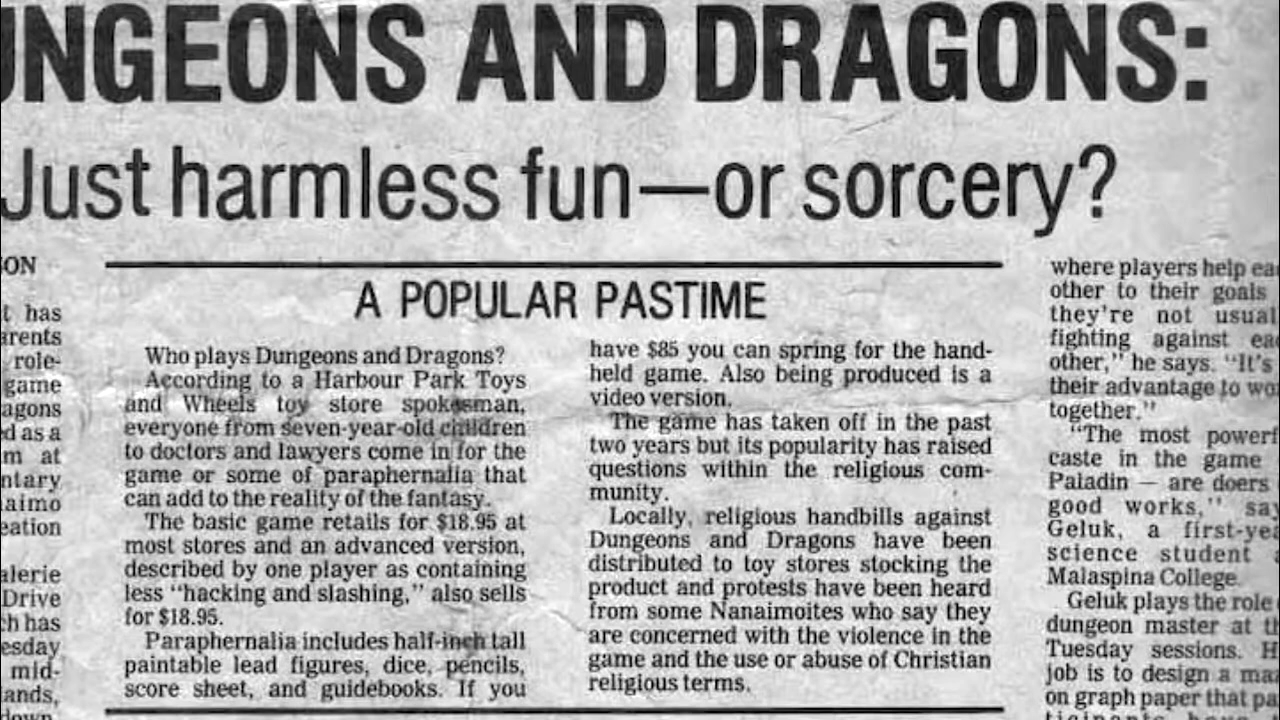 UNGEONS AND DRAGONS:
Just harmless fun—or sorcery?
ON
t has
arents
role-
game
agons
ed as a
m at
ntary
aimo
eation
alerie
Drive
ch has
esday
mid-
ands,
down
A POPULAR PASTIME
Who plays Dungeons and Dragons?
According to a Harbour Park Toys
and Wheels toy store spokesman,
everyone from seven-year-old children
to doctors and lawyers come in for the
game or some of paraphernalia that
can add to the reality of the fantasy.
The basic game retails for $18.95 at
most stores and an advanced version,
described by one player as containing
less "hacking and slashing," also sells
for $18.95.
Paraphernalia includes half-inch tall
paintable lead figures, dice, pencils,
score sheet, and guidebooks. If you
have $85 you can spring for the hand-
held game. Also being produced is a
video version.
The game has taken off in the past
two years but its popularity has raised
questions within the religious com-
munity.
Locally, religious handbills against
Dungeons and Dragons have been
distributed to toy stores stocking the
product and protests have been heard
from some Nanaimoites who say they
are concerned with the violence in the
game and the use or abuse of Christian
religious terms.
where players help ea
other to their goals
they're not usual
fighting against ea
other," he says. "It's
their advantage to wo
together."
"The most powerf
caste in the game
Paladin — are doers
good works," say
Geluk, a first-yea
science student
Malaspina College.
Geluk plays the role
dungeon master at th
Tuesday sessions. H
job is to design a ma
on graph paper that pa